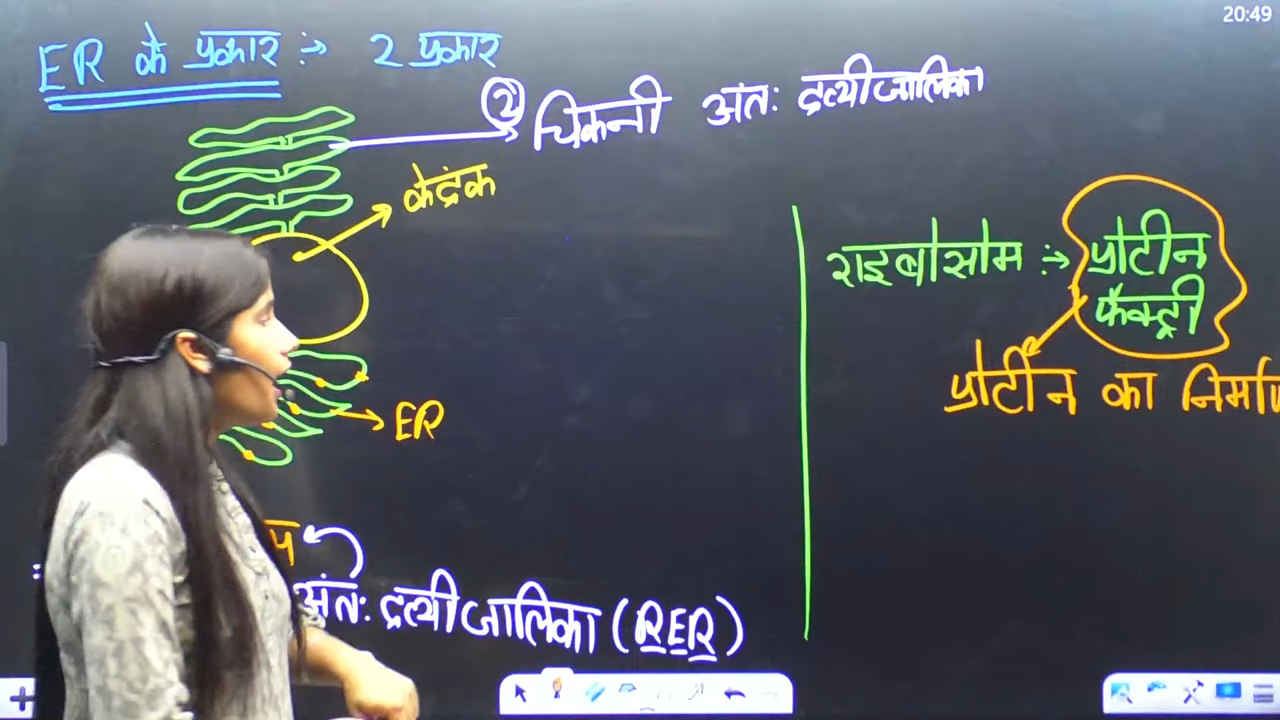 20:49
ER के प्रकार :→ 2 प्रकार
② चिकनी अंतः द्रव्यीजालिका
केंद्रक
राइबोसोम :→ प्रोटीन
फैक्ट्री
प्रोटीन का
ER
अंतः द्रव्यीजालिका (RER)